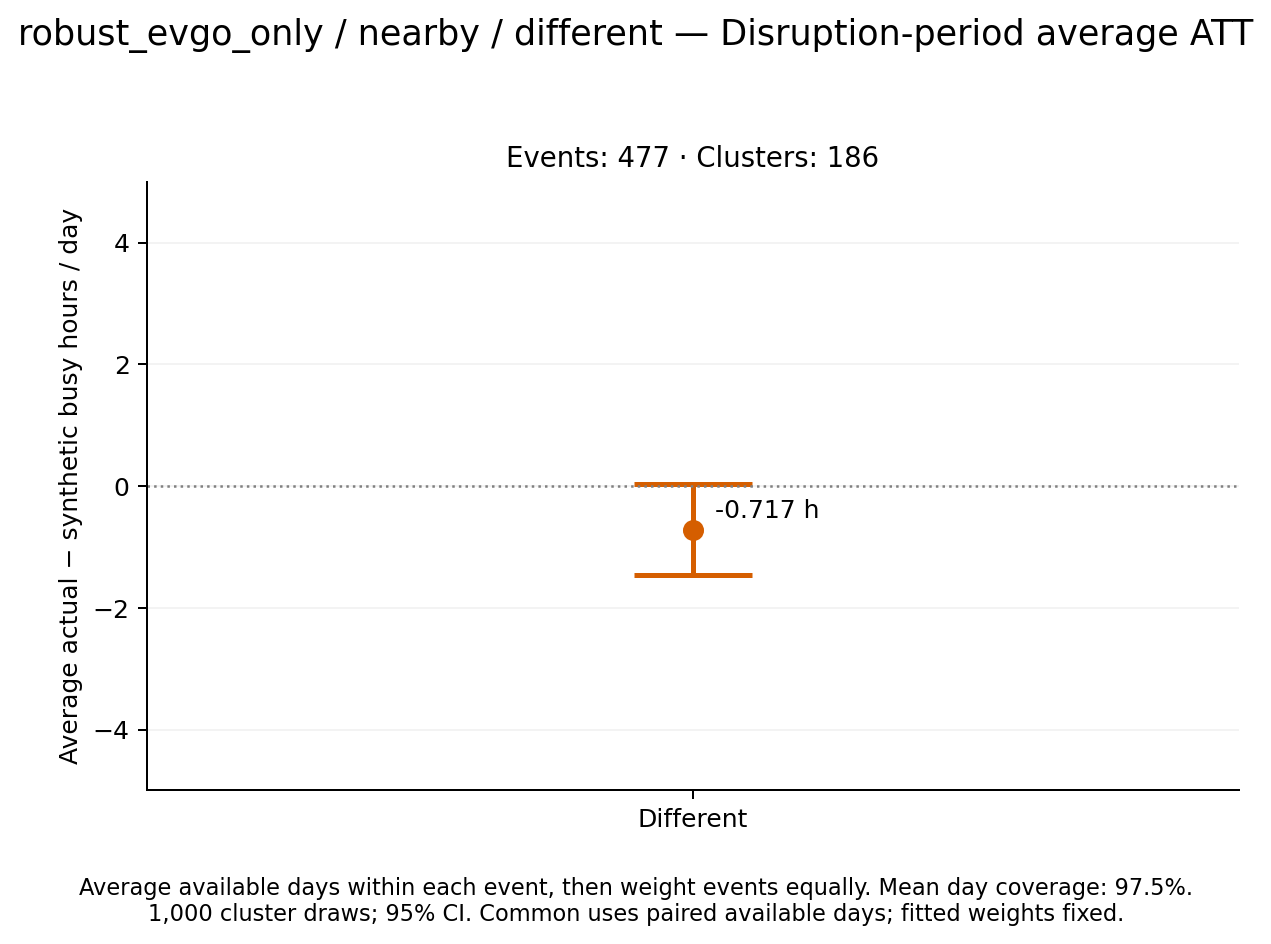 robust_evgo_only / nearby / different — Disruption-period average ATT
Events: 477 · Clusters: 186
Average actual − synthetic busy hours / day
4
2
0
−2
−4
-0.717 h
Different
Average available days within each event, then weight events equally. Mean day coverage: 97.5%.
1,000 cluster draws; 95% CI. Common uses paired available days; fitted weights fixed.